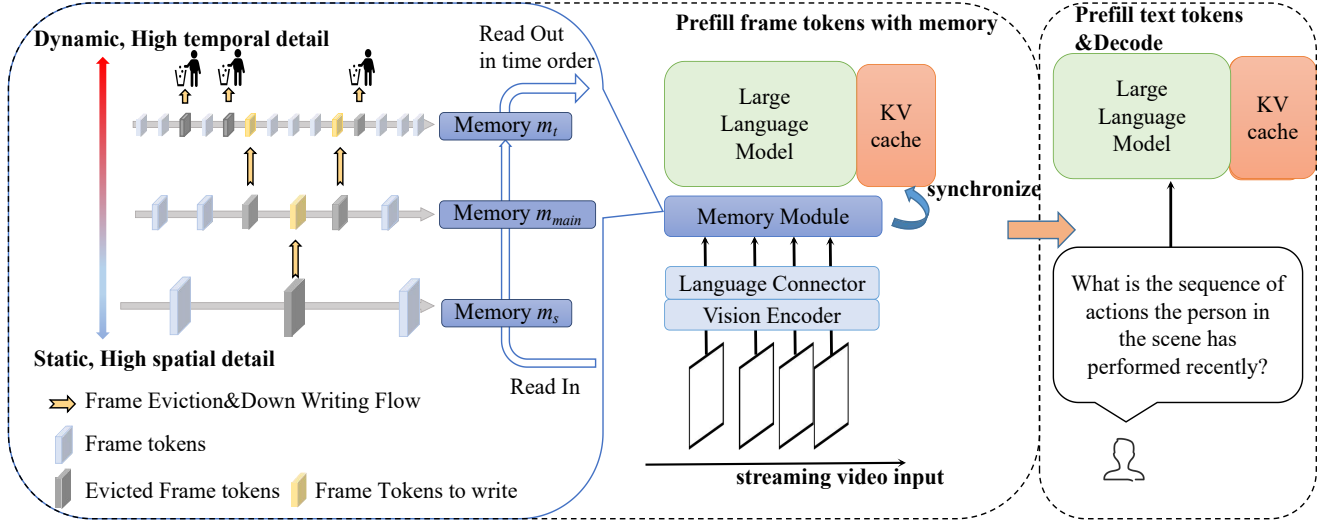 Dynamic, High temporal detail
Read Out
in time order
Memory m_t
Memory m_main
Memory m_s
Read In
Static, High spatial detail
Frame Eviction&Down Writing Flow
Frame tokens
Evicted Frame tokens
Frame Tokens to write
Prefill frame tokens with memory
Large
Language
Model
KV
cache
synchronize
Memory Module
Language Connector
Vision Encoder
streaming video input
Prefill text tokens
&Decode
Large
Language
Model
KV
cache
What is the sequence of
actions the person in
the scene has
performed recently?